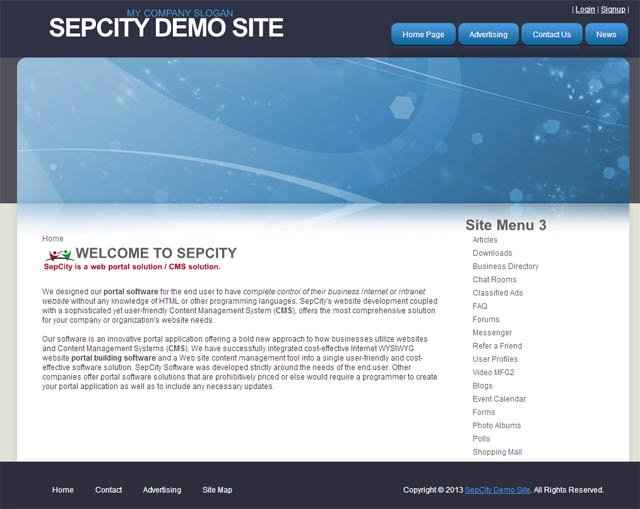 MY COMPANY SLOGAN
SEPCITY DEMO SITE
| Login | Signup |
Home Page
Advertising
Contact Us
News
Home
WELCOME TO SEPCITY
SepCity is a web portal solution / CMS solution.
We designed our portal software for the end user to have complete control of their business Internet or Intranet
website without any knowledge of HTML or other programming languages. SepCity's website development coupled
with a sophisticated yet user-friendly Content Management System (CMS), offers the most comprehensive solution
for your company or organization's website needs.
Our software is an innovative portal application offering a bold new approach to how businesses utilize websites
and Content Management Systems (CMS). We have successfully integrated cost-effective Internet WYSIWYG
website portal building software and a Web site content management tool into a single user-friendly and cost-
effective software solution. SepCity Software was developed strictly around the needs of the end user. Other
companies offer portal software solutions that are prohibitively priced or else would require a programmer to create
your portal application as well as to include any necessary updates.
Site Menu 3
Articles
Downloads
Business Directory
Chat Rooms
Classified Ads
FAQ
Forums
Messenger
Refer a Friend
User Profiles
Video MFG2
Blogs
Event Calendar
Forms
Photo Albums
Polls
Shopping Mall
Home
Contact
Advertising
Site Map
Copyright © 2013 SepCity Demo Site. All Rights Reserved.